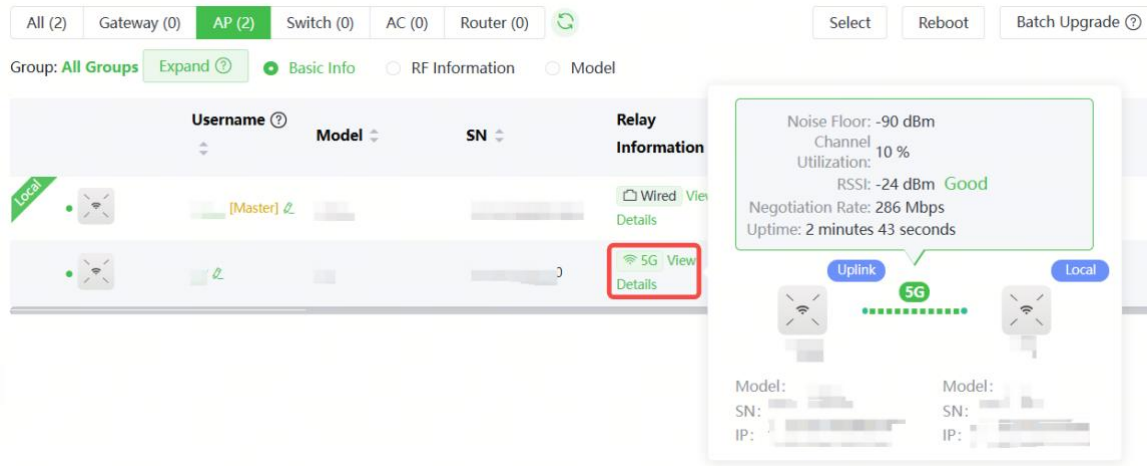 All (2) Gateway (0) AP (2) Switch (0) AC (0) Router (0) Select Reboot Batch Upgrade ?
Group: All Groups Expand ? Basic Info RF Information Model
Username ? Model SN Relay
Information
Local [Master] Wired View
Details
5G View
Details
Noise Floor: -90 dBm
Channel
Utilization: 10 %
RSSI: -24 dBm Good
Negotiation Rate: 286 Mbps
Uptime: 2 minutes 43 seconds
Uplink Local
5G
Model: Model:
SN: SN:
IP: IP: